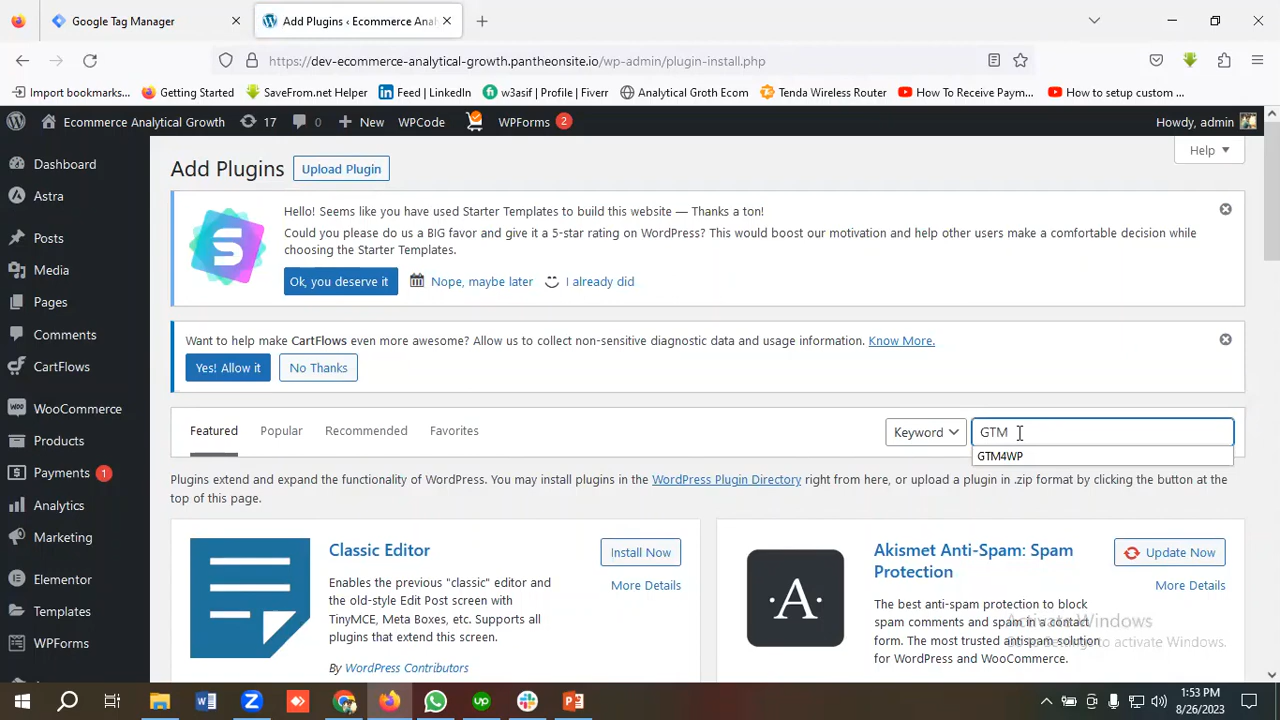 Google Tag Manager
Add Plugins ‹ Ecommerce Ana
https://dev-ecommerce-analytical-growth.pantheonsite.io/wp-admin/plugin-install.php
Import bookmarks... Getting Started SaveFrom.net Helper Feed | LinkedIn w3asif | Profile | Fiverr Analytical Groth Ecom Tenda Wireless Router How To Receive Paym... How to setup custom ...
Ecommerce Analytical Growth 17 0 New WPCode WPForms 2 Howdy, admin
Help
Dashboard
Astra
Posts
Media
Pages
Comments
CartFlows
WooCommerce
Products
Payments 1
Analytics
Marketing
Elementor
Templates
WPForms
Add Plugins Upload Plugin
Hello! Seems like you have used Starter Templates to build this website — Thanks a ton!
Could you please do us a BIG favor and give it a 5-star rating on WordPress? This would boost our motivation and help other users make a comfortable decision while
choosing the Starter Templates.
Ok, you deserve it Nope, maybe later I already did
Want to help make CartFlows even more awesome? Allow us to collect non-sensitive diagnostic data and usage information. Know More.
Yes! Allow it No Thanks
Featured Popular Recommended Favorites Keyword GTM
GTM4WP
Plugins extend and expand the functionality of WordPress. You may install plugins in the WordPress Plugin Directory right from here, or upload a plugin in .zip format by clicking the button at the
top of this page.
Classic Editor
Install Now
More Details
Enables the previous "classic" editor and
the old-style Edit Post screen with
TinyMCE, Meta Boxes, etc. Supports all
plugins that extend this screen.
By WordPress Contributors
A
Akismet Anti-Spam: Spam
Protection
Update Now
More Details
The best anti-spam protection to block
spam comments and spam in a contact
form. The most trusted antispam solution
for WordPress and WooCommerce.
Activate Windows
Go to Settings to activate Windows.
1:53 PM
8/26/2023